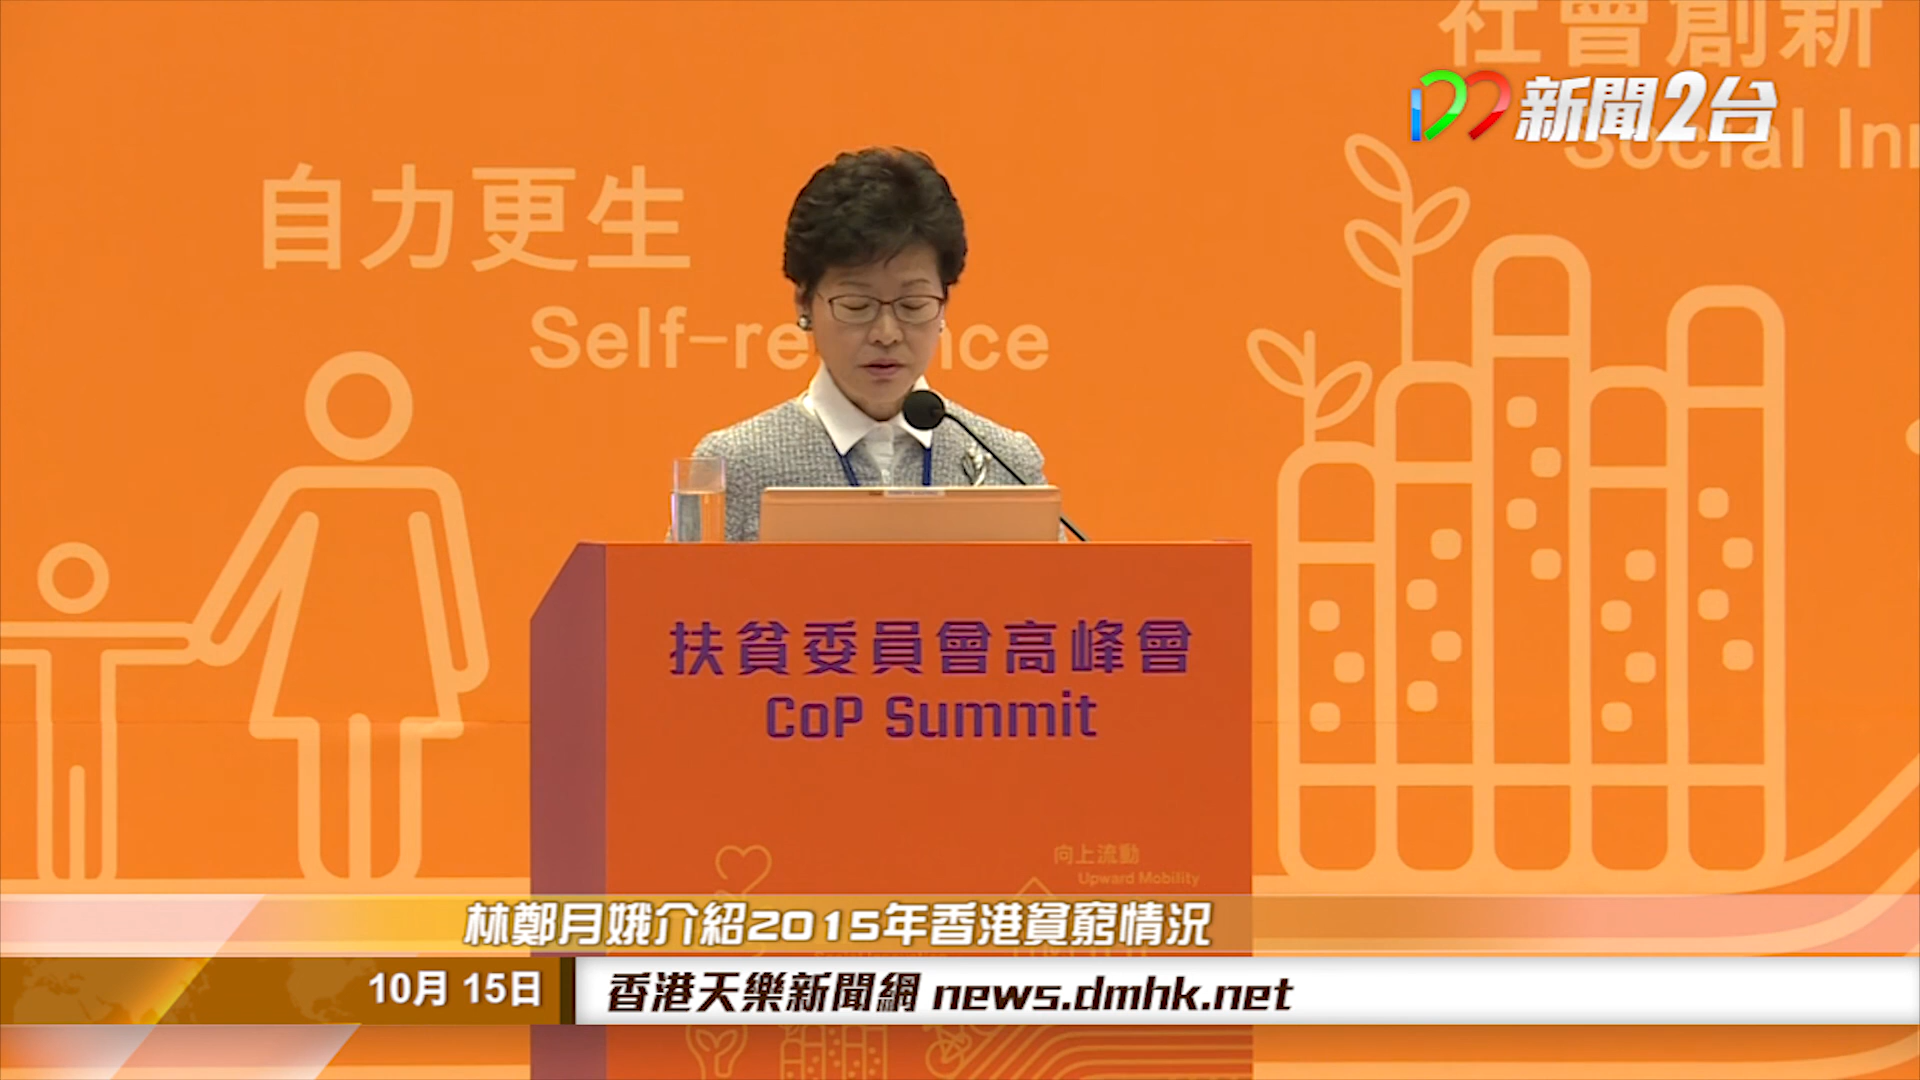 社會創新
新聞2台
Social Inn
自力更生
Self-re nce
扶貧委員會高峰會
CoP Summit
向上流動
Upward Mobility
林鄭月娥介紹2015年香港貧窮情況
10月 15日
香港天樂新聞網 news.dmhk.net